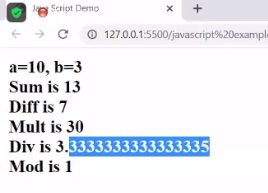 Java Script Demo
127.0.0.1:5500/javascript%20example
a=10, b=3
Sum is 13
Diff is 7
Mult is 30
Div is 3.3333333333333335
Mod is 1